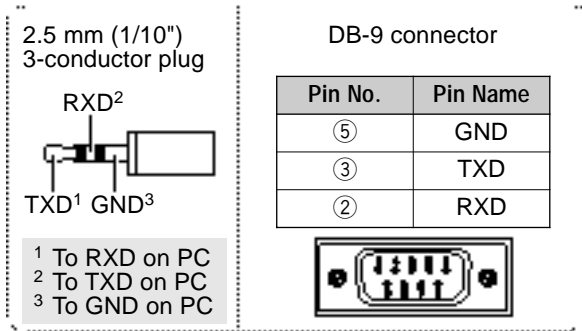 2.5 mm (1/10")
3-conductor plug
RXD²
TXD¹ GND³
¹ To RXD on PC
² To TXD on PC
³ To GND on PC
DB-9 connector
Pin No. Pin Name
⑤ GND
③ TXD
② RXD